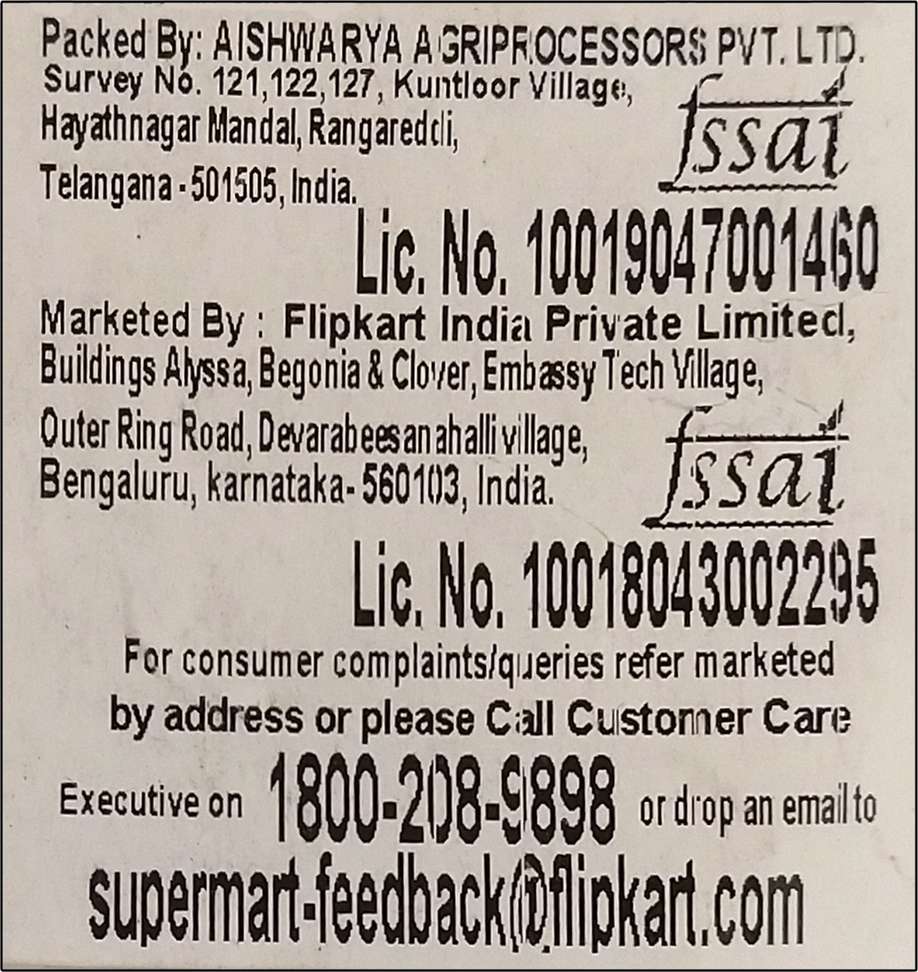 Packed By: AISHWARYA AGRIPROCESSORS PVT. LTD.
Survey No. 121,122,127, Kuntloor Village,
Hayathnagar Mandal, Rangareddi,
Telangana - 501505, India.
fssai
Lic. No. 10019047001460
Marketed By : Flipkart India Private Limited,
Buildings Alyssa, Begonia & Clover, Embassy Tech Village,
Outer Ring Road, Devarabeesanahalli village,
Bengaluru, karnataka- 560103, India.
fssai
Lic. No. 10018043002295
For consumer complaints/queries refer marketed
by address or please Call Customer Care
Executive on 1800-208-9898 or drop an email to
supermart-feedback@flipkart.com